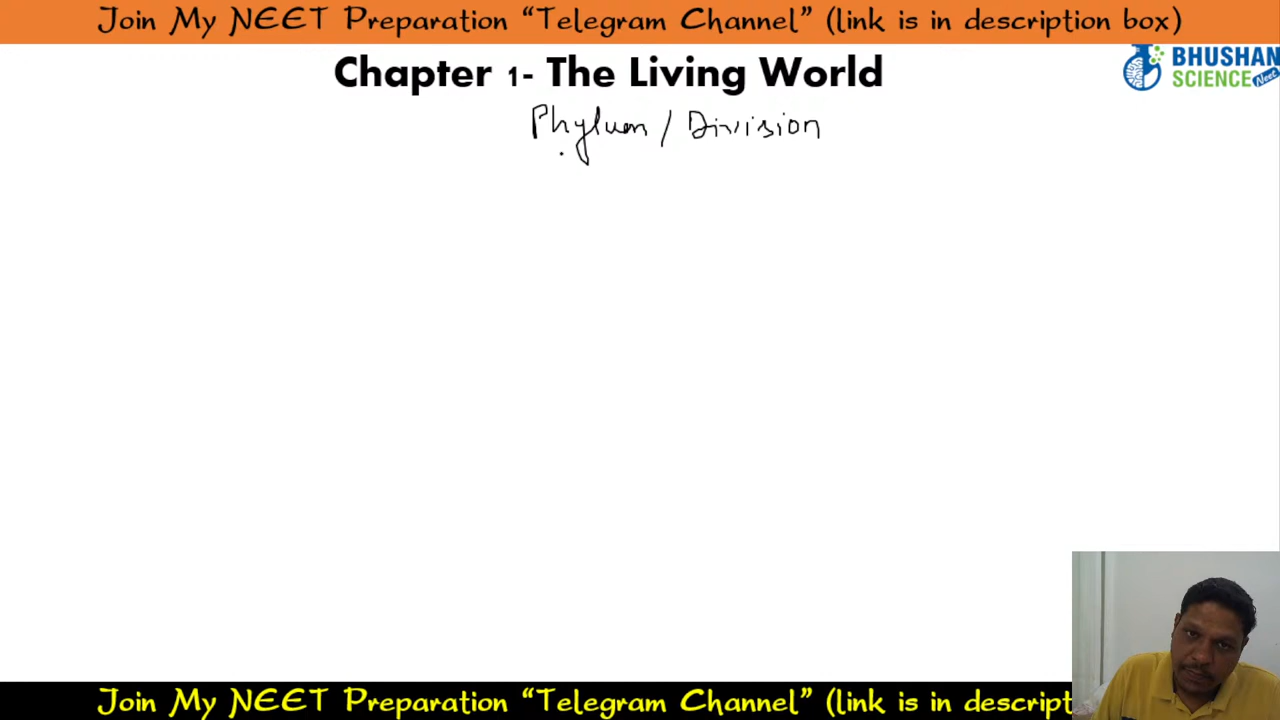 Join My NEET Preparation “Telegram Channel” (link is in description box)
Chapter 1- The Living World
BHUSHAN
SCIENCE Neet
Phylum / Division
Join My NEET Preparation “Telegram Channel” (link is in descript